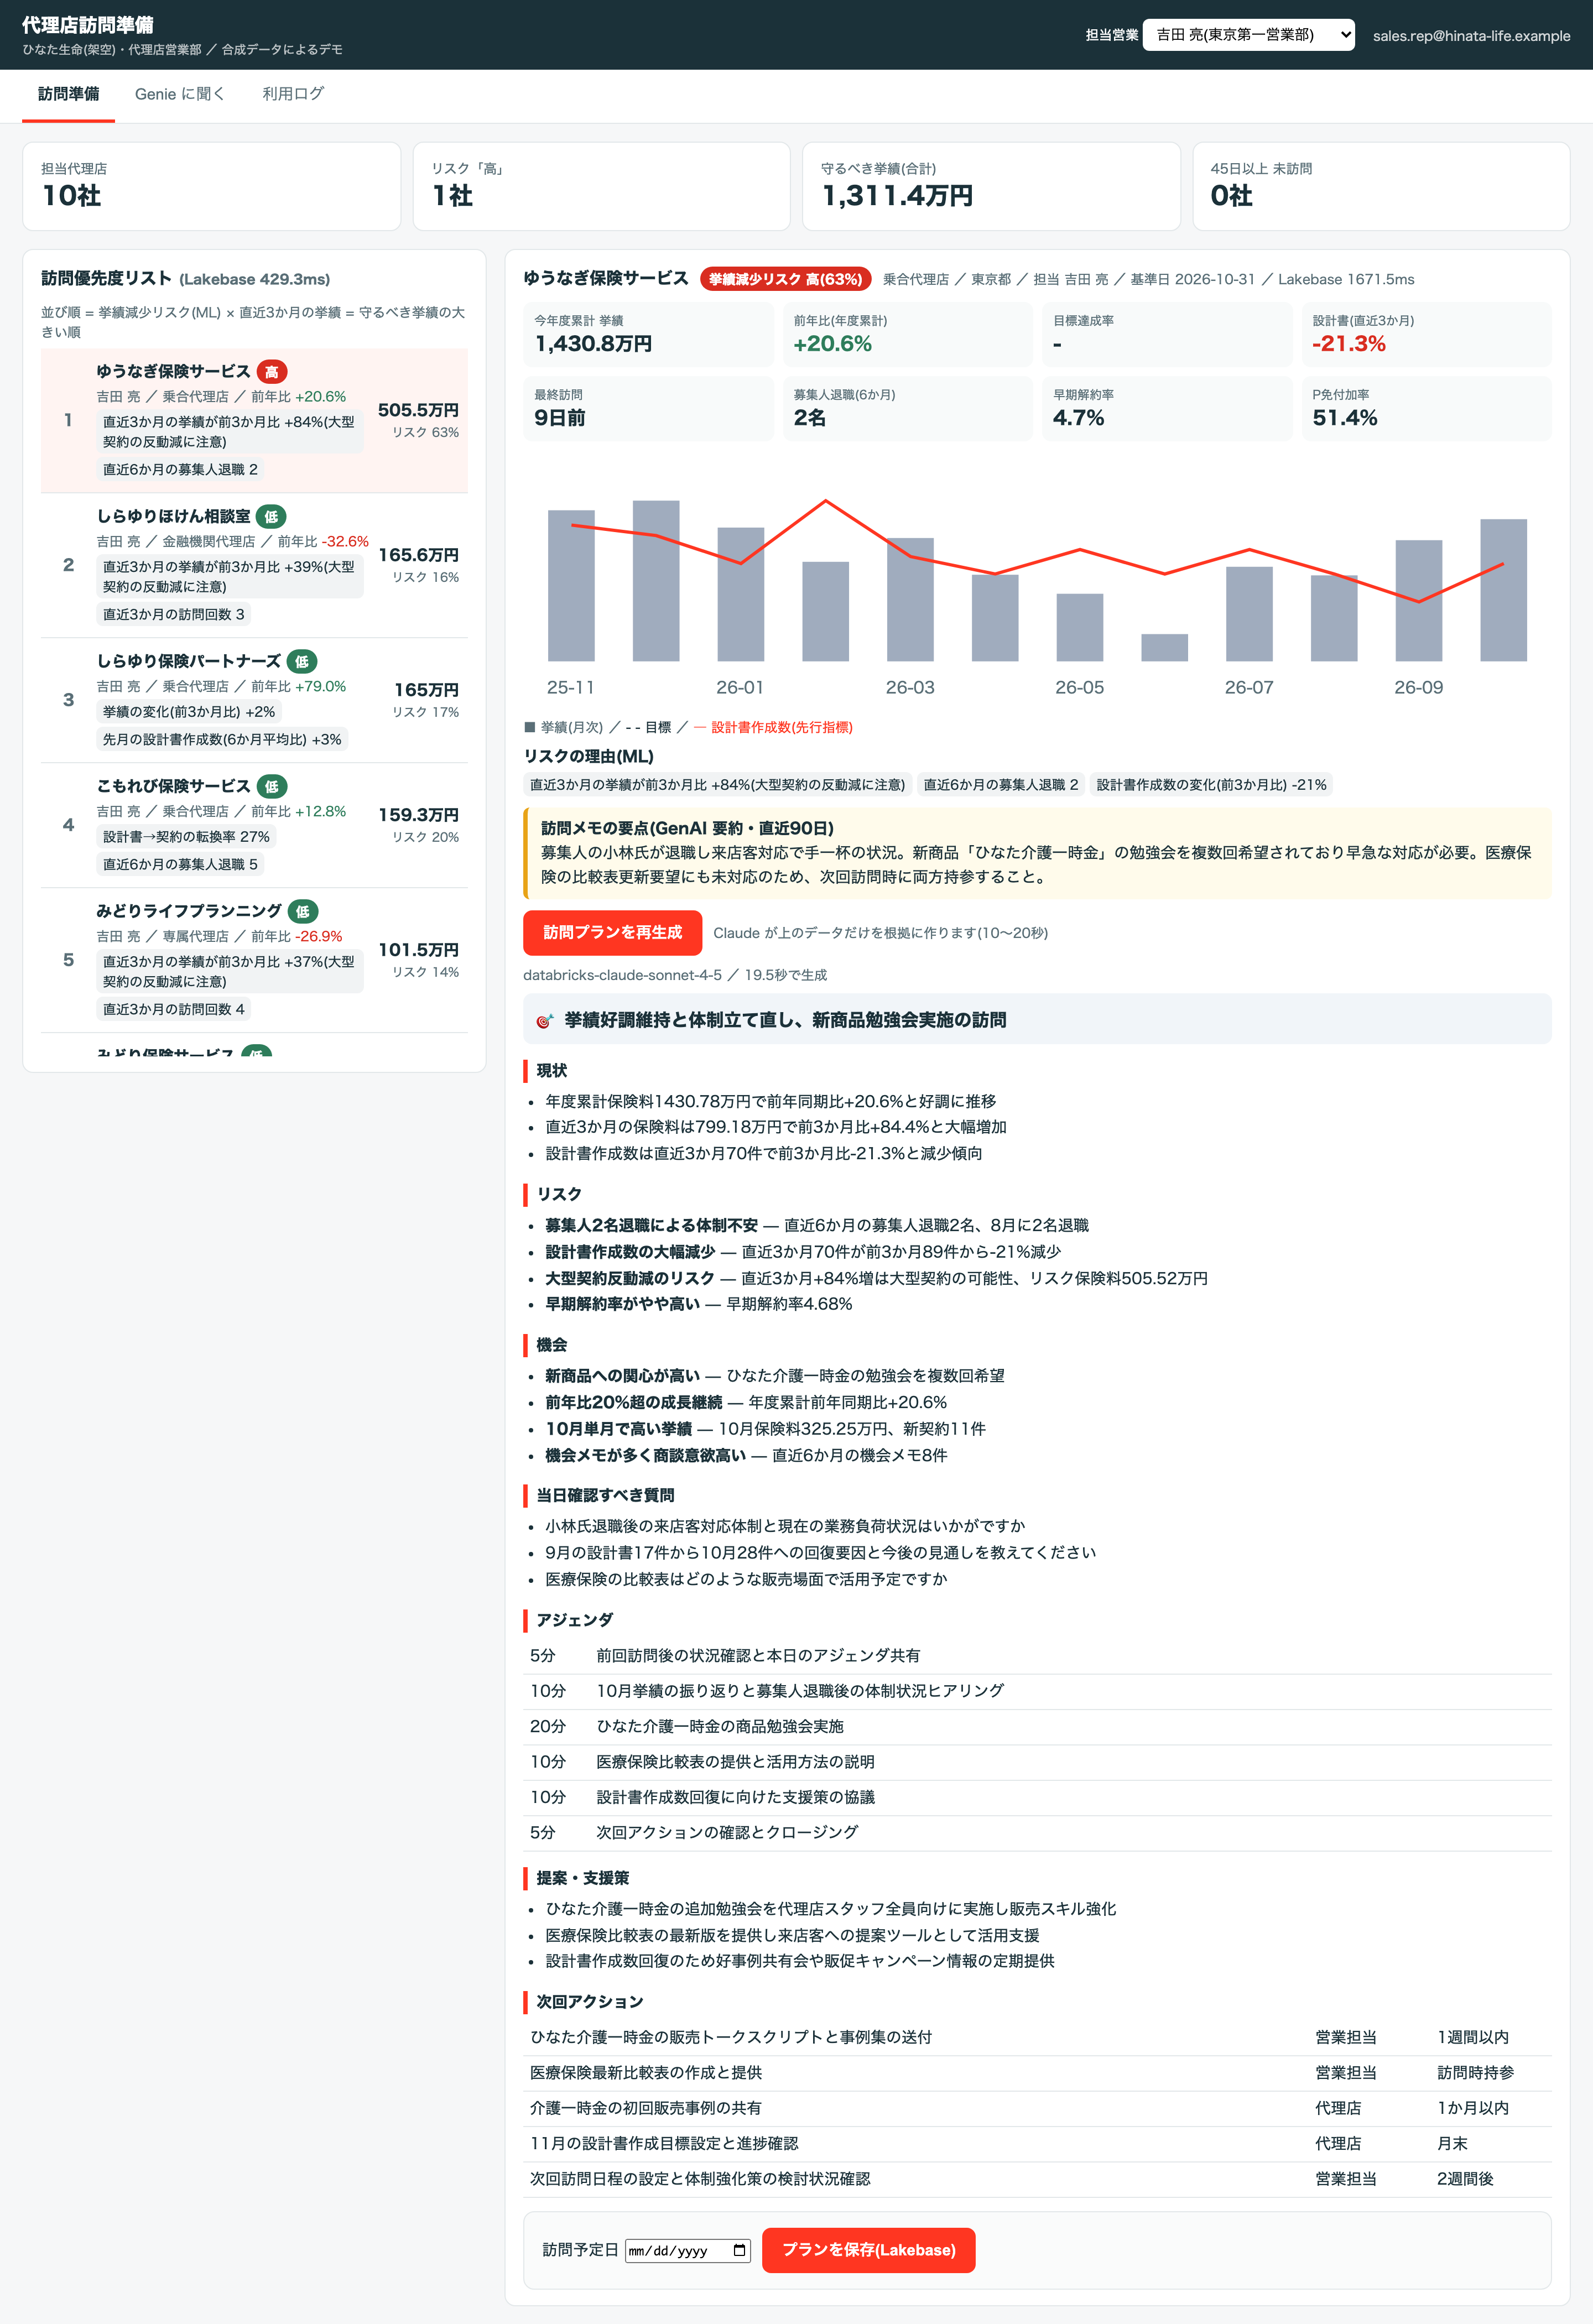 代理店訪問準備
ひなた生命(架空)・代理店営業部 ／ 合成データによるデモ
担当営業
吉田 亮(東京第一営業部)
sales.rep@hinata-life.example
訪問準備
Genie に聞く
利用ログ
担当代理店
10社
リスク「高」
1社
守るべき挙績(合計)
1,311.4万円
45日以上 未訪問
0社
訪問優先度リスト (Lakebase 429.3ms)
並び順 = 挙績減少リスク(ML) × 直近3か月の挙績 = 守るべき挙績の大
きい順
1
ゆうなぎ保険サービス 高
吉田 亮 ／ 乗合代理店 ／ 前年比 +20.6%
直近3か月の挙績が前3か月比 +84%(大型
契約の反動減に注意)
直近6か月の募集人退職 2
505.5万円
リスク 63%
2
しらゆりほけん相談室 低
吉田 亮 ／ 金融機関代理店 ／ 前年比 -32.6%
直近3か月の挙績が前3か月比 +39%(大型
契約の反動減に注意)
直近3か月の訪問回数 3
165.6万円
リスク 16%
3
しらゆり保険パートナーズ 低
吉田 亮 ／ 乗合代理店 ／ 前年比 +79.0%
挙績の変化(前3か月比) +2%
先月の設計書作成数(6か月平均比) +3%
165万円
リスク 17%
4
こもれび保険サービス 低
吉田 亮 ／ 乗合代理店 ／ 前年比 +12.8%
設計書→契約の転換率 27%
直近6か月の募集人退職 5
159.3万円
リスク 20%
5
みどりライフプランニング 低
吉田 亮 ／ 専属代理店 ／ 前年比 -26.9%
直近3か月の挙績が前3か月比 +37%(大型
契約の反動減に注意)
直近3か月の訪問回数 4
101.5万円
リスク 14%
みどり保険サービス 低
ゆうなぎ保険サービス 挙績減少リスク 高(63%) 乗合代理店 ／ 東京都 ／ 担当 吉田 亮 ／ 基準日 2026-10-31 ／ Lakebase 1671.5ms
今年度累計 挙績
1,430.8万円
前年比(年度累計)
+20.6%
目標達成率
-
設計書(直近3か月)
-21.3%
最終訪問
9日前
募集人退職(6か月)
2名
早期解約率
4.7%
P免付加率
51.4%
25-11
26-01
26-03
26-05
26-07
26-09
■ 挙績(月次) ／ - - 目標 ／ — 設計書作成数(先行指標)
リスクの理由(ML)
直近3か月の挙績が前3か月比 +84%(大型契約の反動減に注意)
直近6か月の募集人退職 2
設計書作成数の変化(前3か月比) -21%
訪問メモの要点(GenAI 要約・直近90日)
募集人の小林氏が退職し来店客対応で手一杯の状況。新商品「ひなた介護一時金」の勉強会を複数回希望されており早急な対応が必要。医療保
険の比較表更新要望にも未対応のため、次回訪問時に両方持参すること。
訪問プランを再生成
Claude が上のデータだけを根拠に作ります(10〜20秒)
databricks-claude-sonnet-4-5 ／ 19.5秒で生成
🎯 挙績好調維持と体制立て直し、新商品勉強会実施の訪問
現状
• 年度累計保険料1430.78万円で前年同期比+20.6%と好調に推移
• 直近3か月の保険料は799.18万円で前3か月比+84.4%と大幅増加
• 設計書作成数は直近3か月70件で前3か月比-21.3%と減少傾向
リスク
• 募集人2名退職による体制不安 — 直近6か月の募集人退職2名、8月に2名退職
• 設計書作成数の大幅減少 — 直近3か月70件が前3か月89件から-21%減少
• 大型契約反動減のリスク — 直近3か月+84%増は大型契約の可能性、リスク保険料505.52万円
• 早期解約率がやや高い — 早期解約率4.68%
機会
• 新商品への関心が高い — ひなた介護一時金の勉強会を複数回希望
• 前年比20%超の成長継続 — 年度累計前年同期比+20.6%
• 10月単月で高い挙績 — 10月保険料325.25万円、新契約11件
• 機会メモが多く商談意欲高い — 直近6か月の機会メモ8件
当日確認すべき質問
• 小林氏退職後の来店客対応体制と現在の業務負荷状況はいかがですか
• 9月の設計書17件から10月28件への回復要因と今後の見通しを教えてください
• 医療保険の比較表はどのような販売場面で活用予定ですか
アジェンダ
5分 前回訪問後の状況確認と本日のアジェンダ共有
10分 10月挙績の振り返りと募集人退職後の体制状況ヒアリング
20分 ひなた介護一時金の商品勉強会実施
10分 医療保険比較表の提供と活用方法の説明
10分 設計書作成数回復に向けた支援策の協議
5分 次回アクションの確認とクロージング
提案・支援策
• ひなた介護一時金の追加勉強会を代理店スタッフ全員向けに実施し販売スキル強化
• 医療保険比較表の最新版を提供し来店客への提案ツールとして活用支援
• 設計書作成数回復のため好事例共有会や販促キャンペーン情報の定期提供
次回アクション
ひなた介護一時金の販売トークスクリプトと事例集の送付 営業担当 1週間以内
医療保険最新比較表の作成と提供 営業担当 訪問時持参
介護一時金の初回販売事例の共有 代理店 1か月以内
11月の設計書作成目標設定と進捗確認 代理店 月末
次回訪問日程の設定と体制強化策の検討状況確認 営業担当 2週間後
訪問予定日 mm/dd/yyyy
プランを保存(Lakebase)